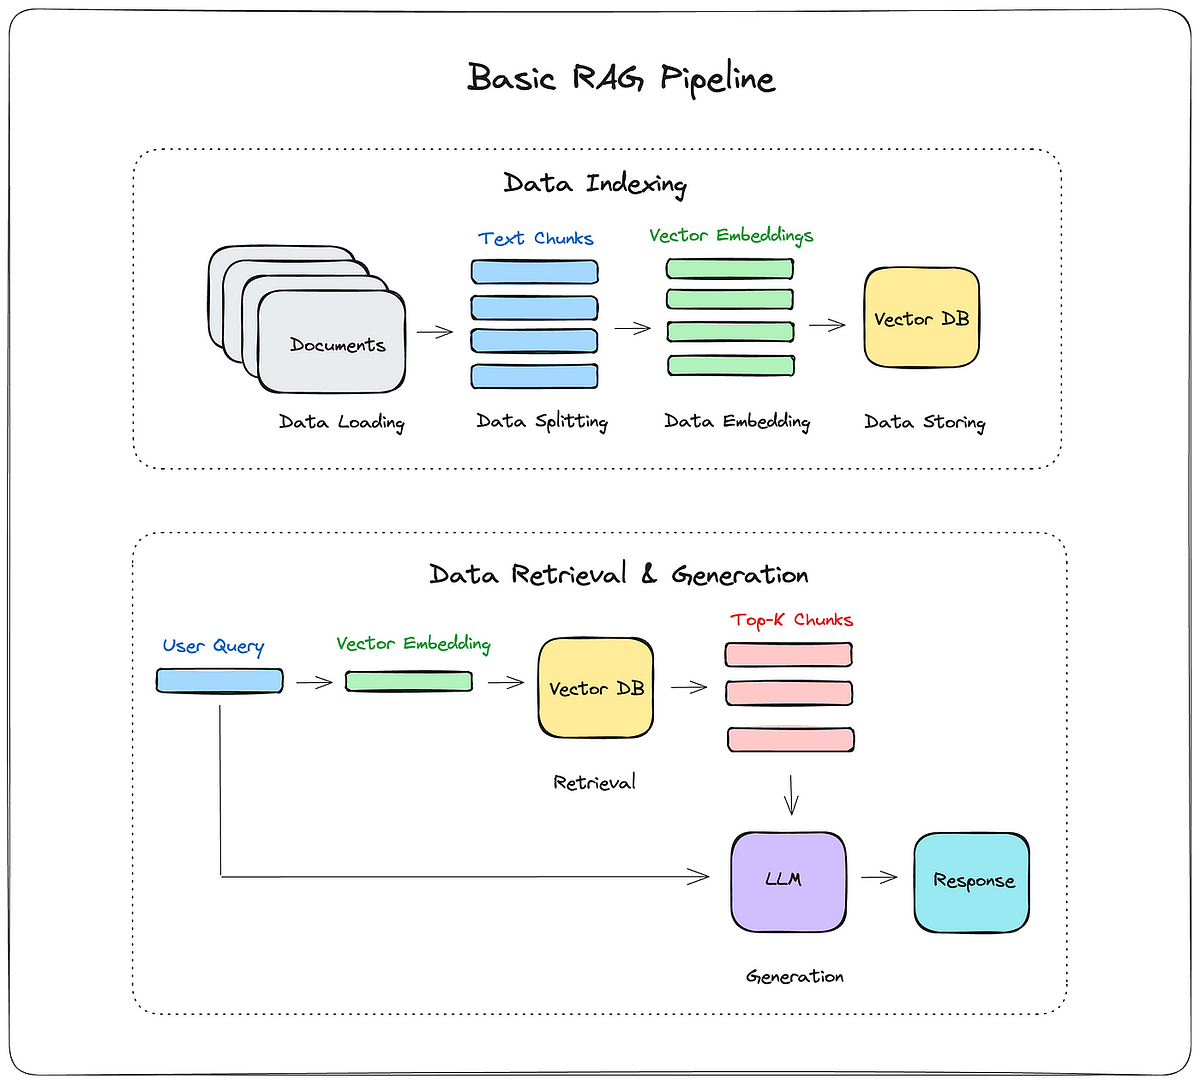 Basic RAG Pipeline
Data Indexing
Text Chunks
Vector Embeddings
Documents
Vector DB
Data Loading
Data Splitting
Data Embedding
Data Storing
Data Retrieval & Generation
User Query
Vector Embedding
Vector DB
Top-K Chunks
Retrieval
LLM
Response
Generation